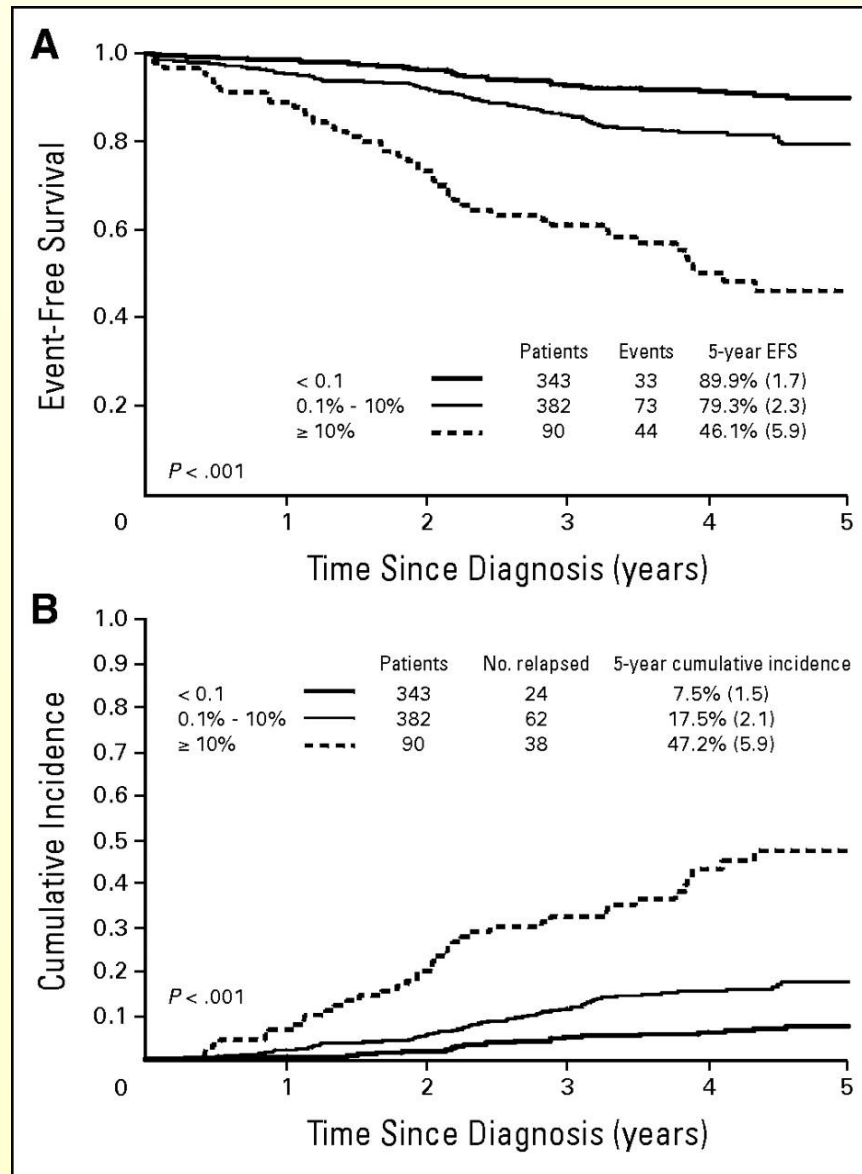 A
1.0
0.8
0.6
0.4
0.2
0
Event-Free Survival
Patients Events 5-year EFS
< 0.1 343 33 89.9% (1.7)
0.1% - 10% 382 73 79.3% (2.3)
≥ 10% 90 44 46.1% (5.9)
P < .001
1 2 3 4 5
Time Since Diagnosis (years)
B
1.0
0.9
0.8
0.7
0.6
0.5
0.4
0.3
0.2
0.1
0
Cumulative Incidence
Patients No. relapsed 5-year cumulative incidence
< 0.1 343 24 7.5% (1.5)
0.1% - 10% 382 62 17.5% (2.1)
≥ 10% 90 38 47.2% (5.9)
P < .001
1 2 3 4 5
Time Since Diagnosis (years)